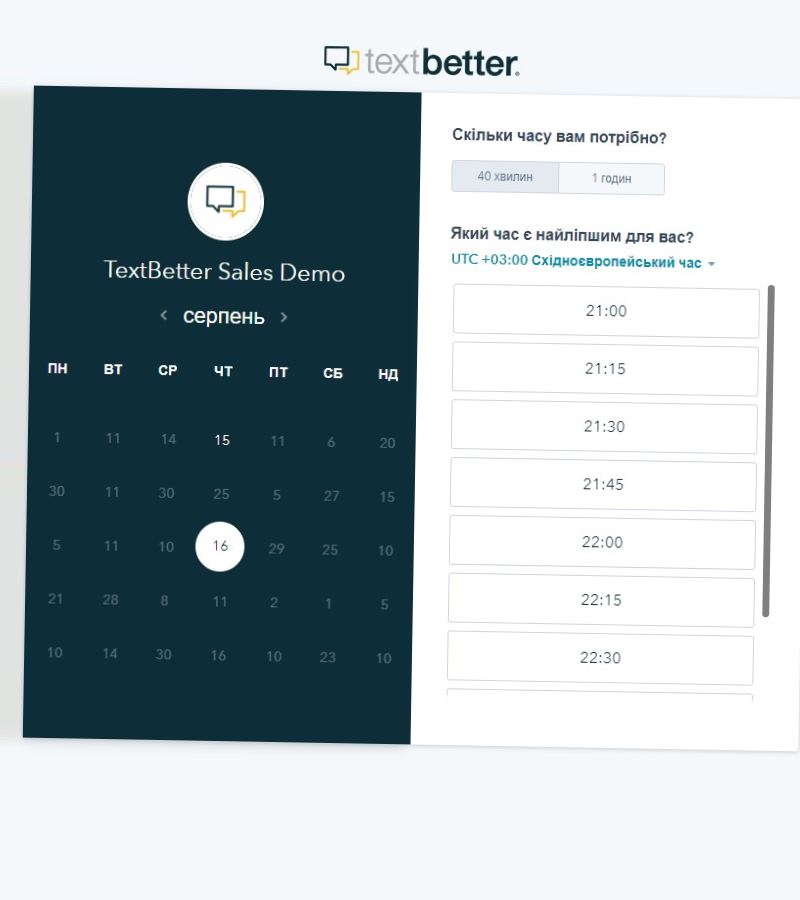 textbetter.
TextBetter Sales Demo
серпень
ПН ВТ СР ЧТ ПТ СБ НД
1 11 14 15 11 6 20
30 11 30 25 5 27 15
5 11 10 16 29 25 10
21 28 8 11 2 1 5
10 14 30 16 10 23 10
Скільки часу вам потрібно?
40 хвилин 1 годин
Який час є найліпшим для вас?
UTC +03:00 Східноєвропейський час
21:00
21:15
21:30
21:45
22:00
22:15
22:30